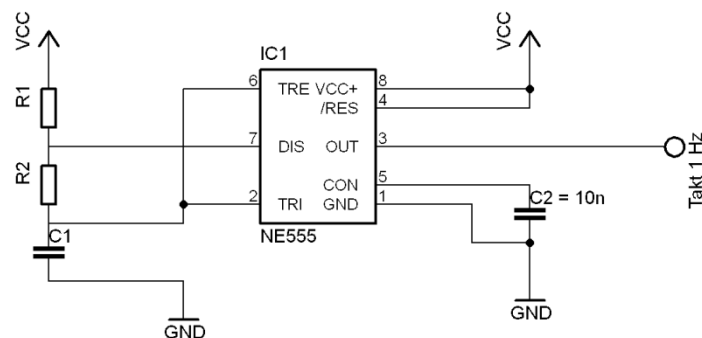 VCC
R1
R2
C1
GND
IC1
6
TRE
7
DIS
2
TRI
VCC+
8
/RES
4
OUT
3
CON
5
GND
1
NE555
VCC
C2 = 10n
GND
Takt 1 Hz